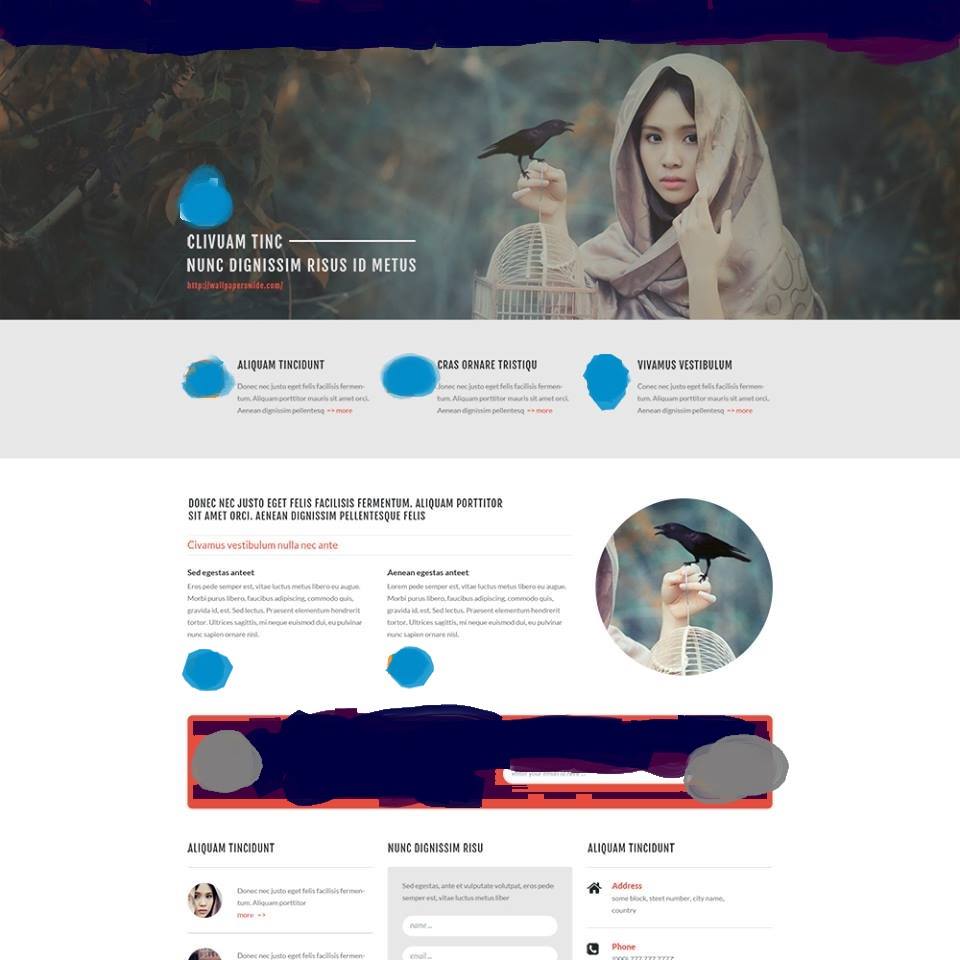 CLIVUAM TINC
NUNC DIGNISSIM RISUS ID METUS
http://wallpaperswide.com/
ALIQUAM TINCIDUNT
Donec nec justo eget felis facilisis fermen-
tum. Aliquam porttitor mauris sit amet orci.
Aenean dignissim pellentesq => more
CRAS ORNARE TRISTIQU
Donec nec justo eget felis facilisis fermen-
tum. Aliquam porttitor mauris sit amet orci.
Aenean dignissim pellentesq => more
VIVAMUS VESTIBULUM
Conec nec justo eget felis facilisis fermen-
tum. Aliquam porttitor mauris sit amet orci.
Aenean dignissim pellentesq => more
DONEC NEC JUSTO EGET FELIS FACILISIS FERMENTUM. ALIQUAM PORTTITOR
SIT AMET ORCI. AENEAN DIGNISSIM PELLENTESQUE FELIS
Civamus vestibulum nulla nec ante
Sed egestas anteet
Eros pede semper est, vitae luctus metus libero eu augue.
Morbi purus libero, faucibus adipiscing, commodo quis,
gravida id, est. Sed lectus. Praesent elementum hendrerit
tortor. Ultrices sagittis, mi neque euismod dui, eu pulvinar
nunc sapien ornare nisl.
Aenean egestas anteet
Lorem pede semper est, vitae luctus metus libero eu augue.
Morbi purus libero, faucibus adipiscing, commodo quis,
gravida id, est. Sed lectus. Praesent elementum hendrerit
tortor. Ultrices sagittis, mi neque euismod dui, eu pulvinar
nunc sapien ornare nisl.
ALIQUAM TINCIDUNT
Donec nec justo eget felis facilisis fermen-
tum. Aliquam porttitor
more =>
Donec nec justo eget felis facilisis fermen-
NUNC DIGNISSIM RISU
Sed egestas, ante et vulputate volutpat, eros pede
semper est, vitae luctus metus liber
name ...
email ...
ALIQUAM TINCIDUNT
Address
some block, steet number, city name,
country
Phone